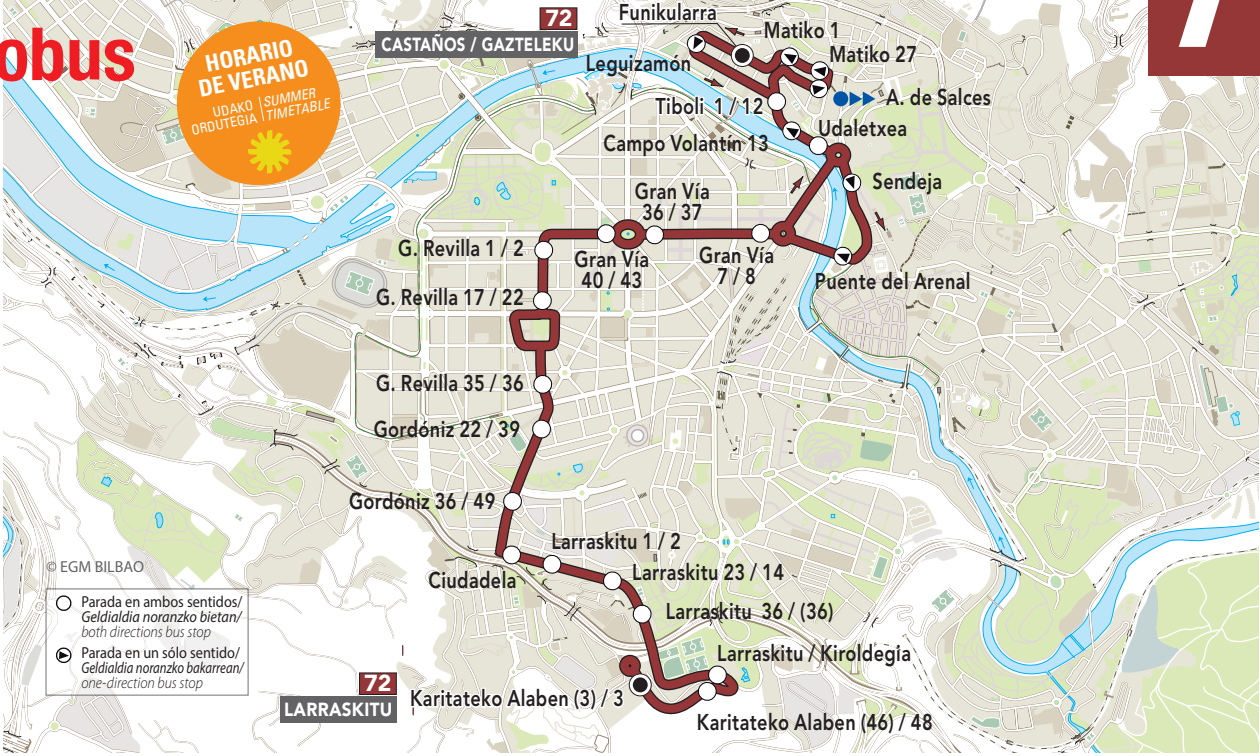 obus
HORARIO
DE VERANO
UDAKO
ORDUTEGIA
SUMMER
TIMETABLE
7
72
CASTAÑOS / GAZTELEKU
Funikularra
Matiko 1
Leguizamón
Matiko 27
A. de Salces
Tiboli 1 / 12
Udaletxea
Campo Volantín 13
Sendeja
Gran Vía
36 / 37
G. Revilla 1 / 2
Gran Vía
40 / 43
Gran Vía
7 / 8
Puente del Arenal
G. Revilla 17 / 22
G. Revilla 35 / 36
Gordóniz 22 / 39
Gordóniz 36 / 49
Larraskitu 1 / 2
Ciudadela
Larraskitu 23 / 14
Larraskitu 36 / (36)
Larraskitu / Kiroldegia
Karitateko Alaben (3) / 3
Karitateko Alaben (46) / 48
72
LARRASKITU
© EGM BILBAO
Parada en ambos sentidos/
Geldialdia noranzko bietan/
both directions bus stop
Parada en un sólo sentido/
Geldialdia noranzko bakarrean/
one-direction bus stop